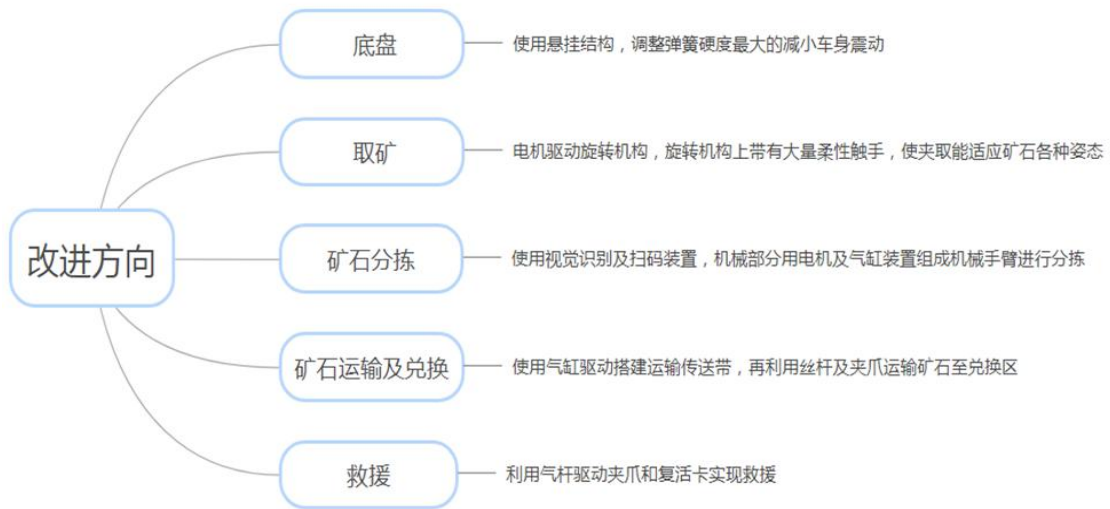 改进方向
底盘
使用悬挂结构，调整弹簧硬度最大的减小车身震动
取矿
电机驱动旋转机构，旋转机构上带有大量柔性触手，使夹取能适应矿石各种姿态
矿石分拣
使用视觉识别及扫码装置，机械部分用电机及气缸装置组成机械手臂进行分拣
矿石运输及兑换
使用气缸驱动搭建运输传送带，再利用丝杆及夹爪运输矿石至兑换区
救援
利用气杆驱动夹爪和复活卡实现救援